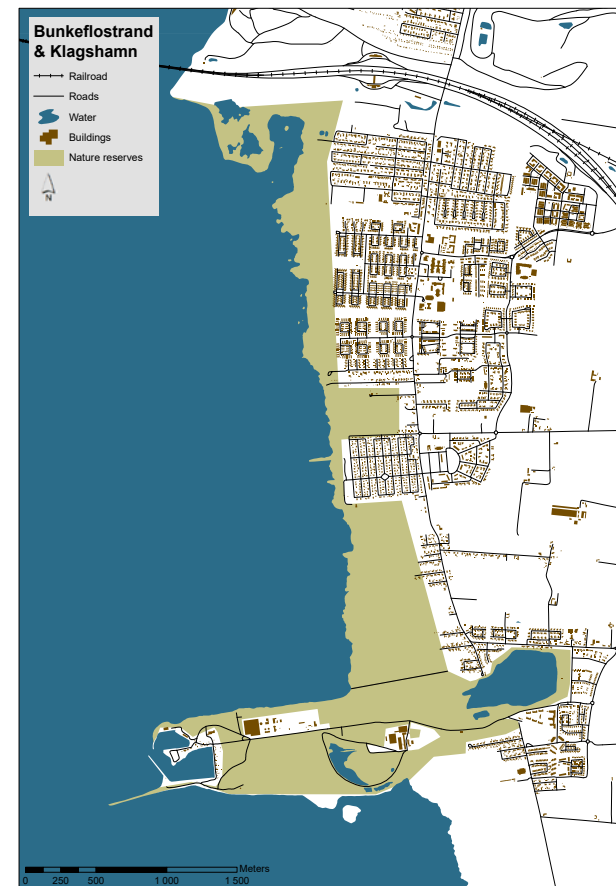 Bunkeflostrand
& Klagshamn
Railroad
Roads
Water
Buildings
Nature reserves
N
Meters
0 250 500 1 000 1 500